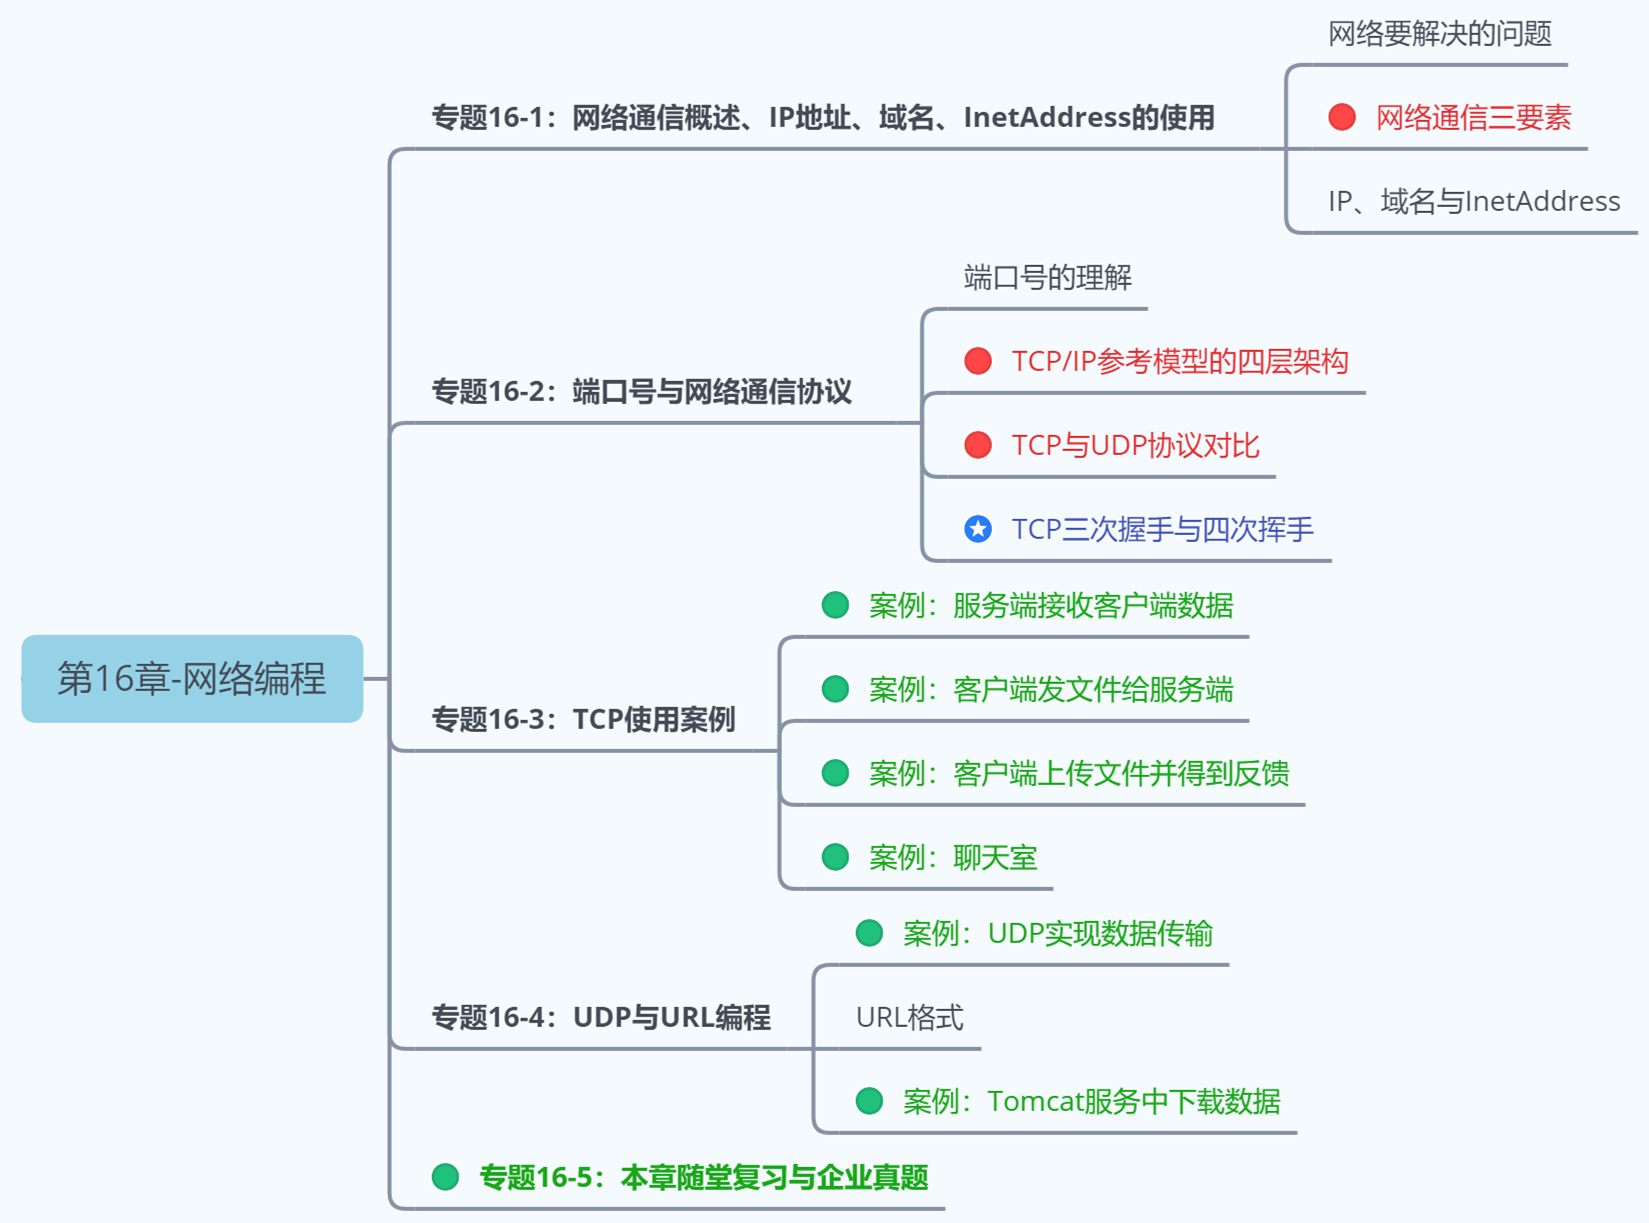 第16章-网络编程
专题16-1：网络通信概述、IP地址、域名、InetAddress的使用
网络要解决的问题
网络通信三要素
IP、域名与InetAddress
专题16-2：端口号与网络通信协议
端口号的理解
TCP/IP参考模型的四层架构
TCP与UDP协议对比
TCP三次握手与四次挥手
专题16-3：TCP使用案例
案例：服务端接收客户端数据
案例：客户端发文件给服务端
案例：客户端上传文件并得到反馈
案例：聊天室
专题16-4：UDP与URL编程
案例：UDP实现数据传输
URL格式
案例：Tomcat服务中下载数据
专题16-5：本章随堂复习与企业真题